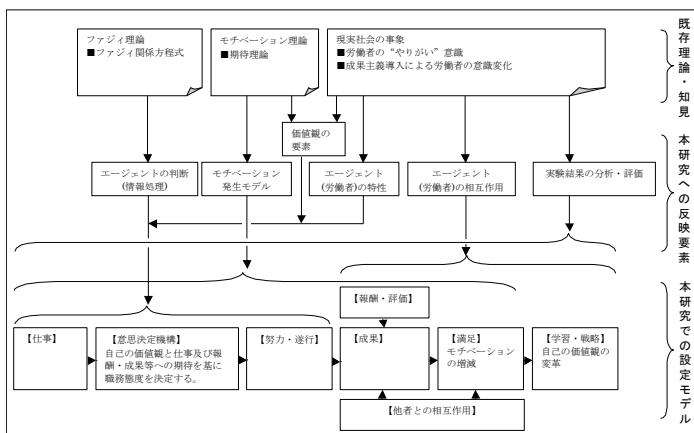 ファジィ理論
■ファジィ関係方程式
モチベーション理論
■期待理論
現実社会の事象
■労働者の“やりがい”意識
■成果主義導入による労働者の意識変化
既存理論・知見
価値観の
要素
エージェントの判断
(情報処理)
モチベーション
発生モデル
エージェント
(労働者)の特性
エージェント
(労働者)の相互作用
実験結果の分析・評価
本研究への反映要素
【報酬・評価】
【仕事】
【意思決定機構】
自己の価値観と仕事及び報
酬・成果等への期待を基に
職務態度を決定する。
【努力・遂行】
【成果】
【満足】
モチベーション
の増減
【学習・戦略】
自己の価値観の
変革
【他者との相互作用】
本研究での設定モデル